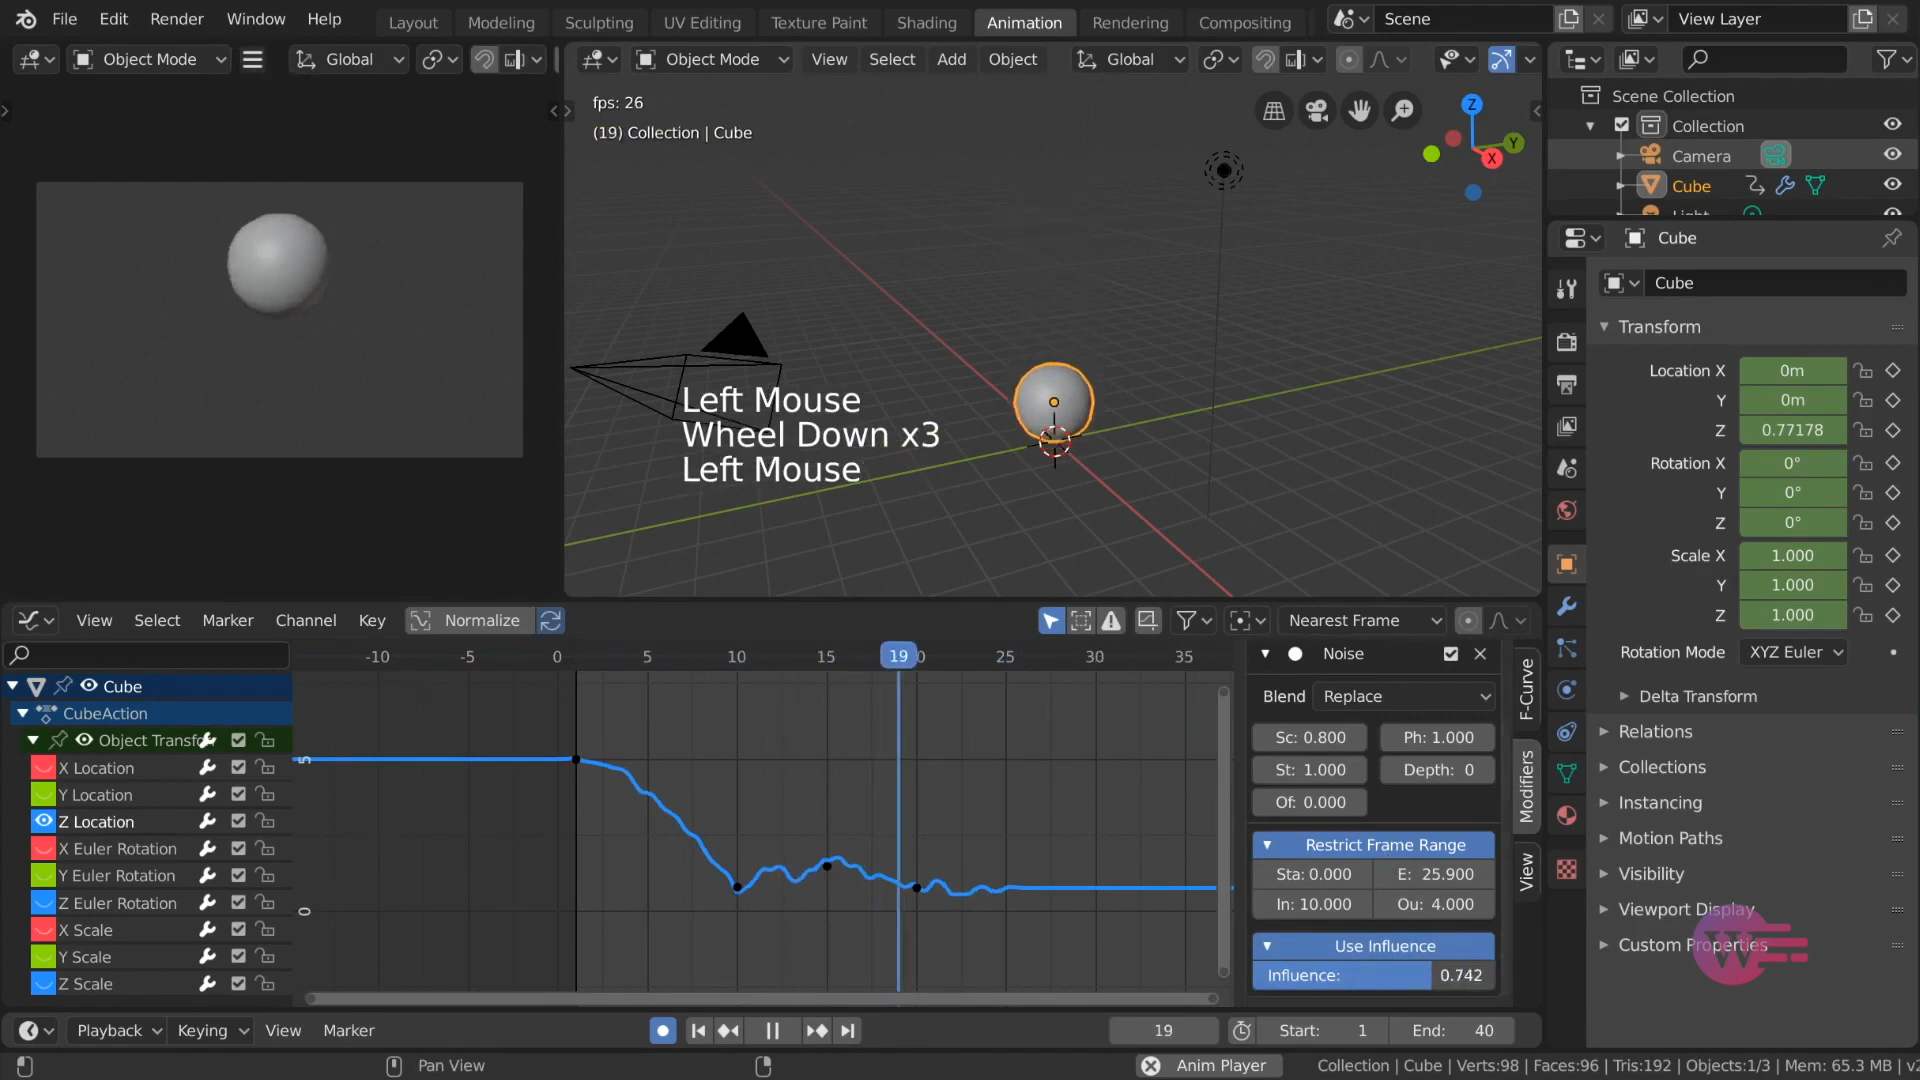 File Edit Render Window Help
Layout Modeling Sculpting UV Editing Texture Paint Shading Animation Rendering Compositing
Scene View Layer
Object Mode Global
Object Mode View Select Add Object Global
fps: 26
(19) Collection | Cube
Left Mouse
Wheel Down x3
Left Mouse
Z
Y
X
Scene Collection
Collection
Camera
Cube
Light
Cube
Cube
Transform
Location X 0m
Y 0m
Z 0.77178
Rotation X 0°
Y 0°
Z 0°
Scale X 1.000
Y 1.000
Z 1.000
Rotation Mode XYZ Euler
Delta Transform
Relations
Collections
Instancing
Motion Paths
Visibility
Viewport Display
Custom Properties
W
View Select Marker Channel Key Normalize Nearest Frame
-10 -5 0 5 10 15 19 0 25 30 35
5
0
Cube
CubeAction
Object Transfo
X Location
Y Location
Z Location
X Euler Rotation
Y Euler Rotation
Z Euler Rotation
X Scale
Y Scale
Z Scale
Noise
Blend Replace
Sc: 0.800 Ph: 1.000
St: 1.000 Depth: 0
Of: 0.000
Restrict Frame Range
Sta: 0.000 E: 25.900
In: 10.000 Ou: 4.000
Use Influence
Influence: 0.742
F-Curve
Modifiers
View
Playback Keying View Marker 19 Start: 1 End: 40
Pan View Anim Player Collection | Cube | Verts:98 | Faces:96 | Tris:192 | Objects:1/3 | Mem: 65.3 MB | v2